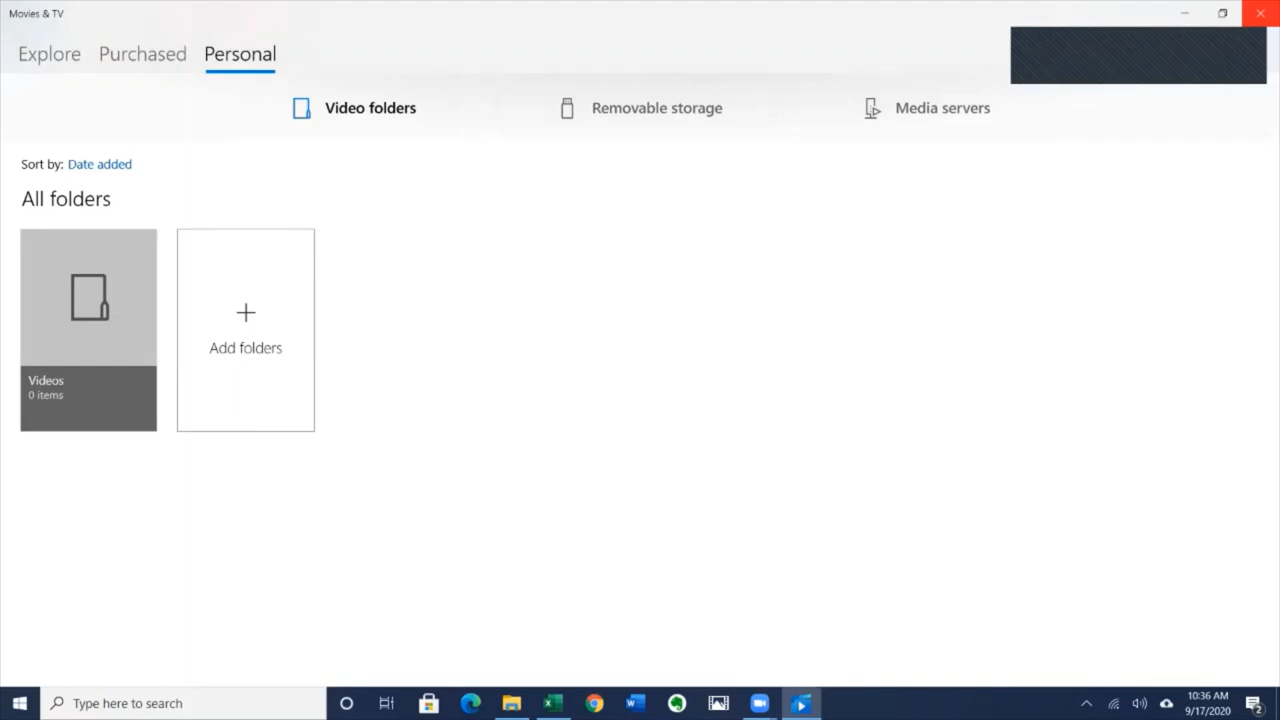 Movies & TV
Explore Purchased Personal
Video folders Removable storage Media servers
Sort by: Date added
All folders
Videos
0 items
Add folders
Type here to search
10:36 AM
9/17/2020
2